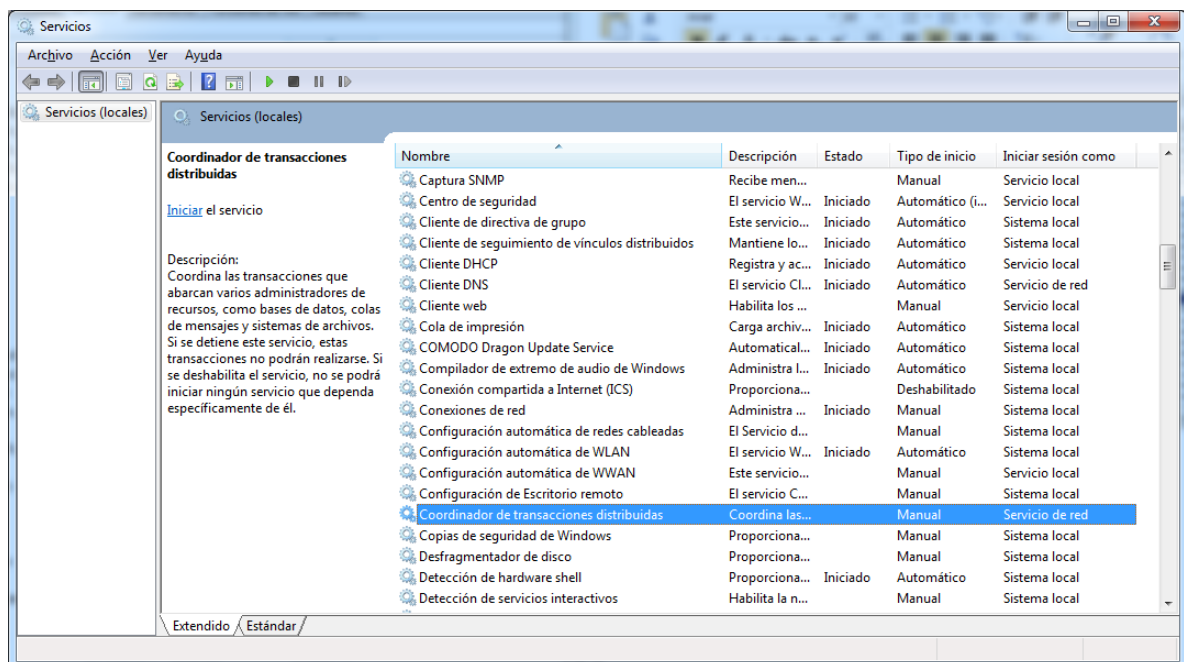 Servicios
Archivo Acción Ver Ayuda
Servicios (locales)
Servicios (locales)
Coordinador de transacciones
distribuidas
Iniciar el servicio
Descripción:
Coordina las transacciones que
abarcan varios administradores de
recursos, como bases de datos, colas
de mensajes y sistemas de archivos.
Si se detiene este servicio, estas
transacciones no podrán realizarse. Si
se deshabilita el servicio, no se podrá
iniciar ningún servicio que dependa
específicamente de él.
Nombre Descripción Estado Tipo de inicio Iniciar sesión como
Captura SNMP Recibe men... Manual Servicio local
Centro de seguridad El servicio W... Iniciado Automático (i... Servicio local
Cliente de directiva de grupo Este servicio... Iniciado Automático Sistema local
Cliente de seguimiento de vínculos distribuidos Mantiene lo... Iniciado Automático Sistema local
Cliente DHCP Registra y ac... Iniciado Automático Servicio local
Cliente DNS El servicio Cl... Iniciado Automático Servicio de red
Cliente web Habilita los ... Manual Servicio local
Cola de impresión Carga archiv... Iniciado Automático Sistema local
COMODO Dragon Update Service Automatical... Iniciado Automático Sistema local
Compilador de extremo de audio de Windows Administra l... Iniciado Automático Sistema local
Conexión compartida a Internet (ICS) Proporciona... Deshabilitado Sistema local
Conexiones de red Administra ... Iniciado Manual Sistema local
Configuración automática de redes cableadas El Servicio d... Manual Sistema local
Configuración automática de WLAN El servicio W... Iniciado Automático Sistema local
Configuración automática de WWAN Este servicio... Manual Servicio local
Configuración de Escritorio remoto El servicio C... Manual Sistema local
Coordinador de transacciones distribuidas Coordina las... Manual Servicio de red
Copias de seguridad de Windows Proporciona... Manual Sistema local
Desfragmentador de disco Proporciona... Manual Sistema local
Detección de hardware shell Proporciona... Iniciado Automático Sistema local
Detección de servicios interactivos Habilita la n... Manual Sistema local
Extendido Estándar